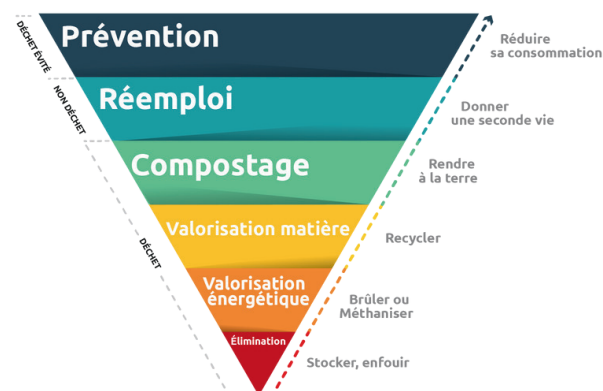 DÉCHET ÉVITÉ
Prévention
Réduire
sa consommation
NON DÉCHET
Réemploi
Donner
une seconde vie
Compostage
Rendre
à la terre
DÉCHET
Valorisation matière
Recycler
Valorisation
énergétique
Brûler ou
Méthaniser
Élimination
Stocker, enfouir